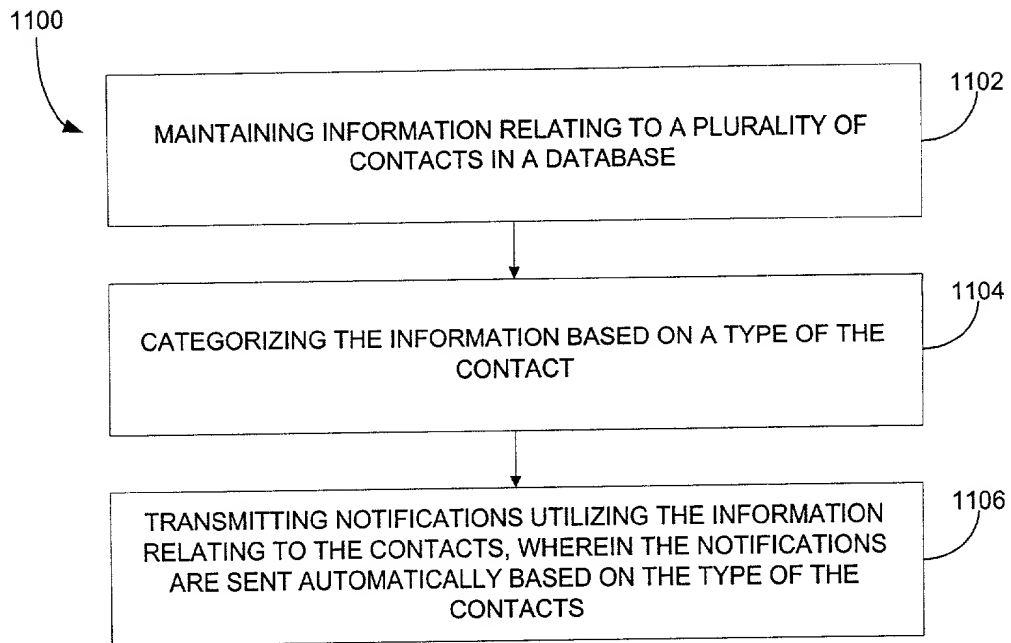 1100
1102
MAINTAINING INFORMATION RELATING TO A PLURALITY OF
CONTACTS IN A DATABASE
1104
CATEGORIZING THE INFORMATION BASED ON A TYPE OF THE
CONTACT
1106
TRANSMITTING NOTIFICATIONS UTILIZING THE INFORMATION
RELATING TO THE CONTACTS, WHEREIN THE NOTIFICATIONS
ARE SENT AUTOMATICALLY BASED ON THE TYPE OF THE
CONTACTS